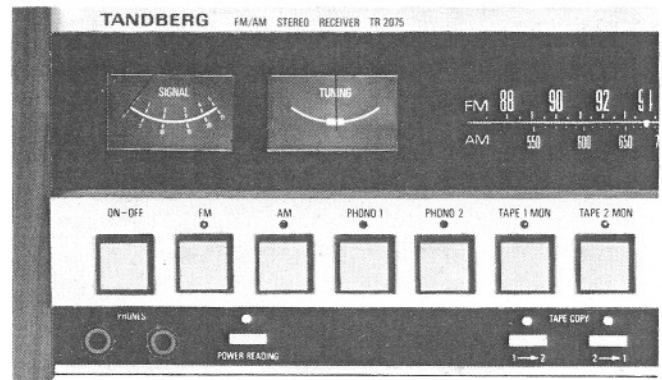 TANDBERG FM/AM STEREO RECEIVER TR 2075
SIGNAL TUNING
FM 88 90 92
AM 550 600 650
ON-OFF FM AM PHONO 1 PHONO 2 TAPE 1 MON TAPE 2 MON
PHONES TAPE COPY
POWER READING 1→2 2→1